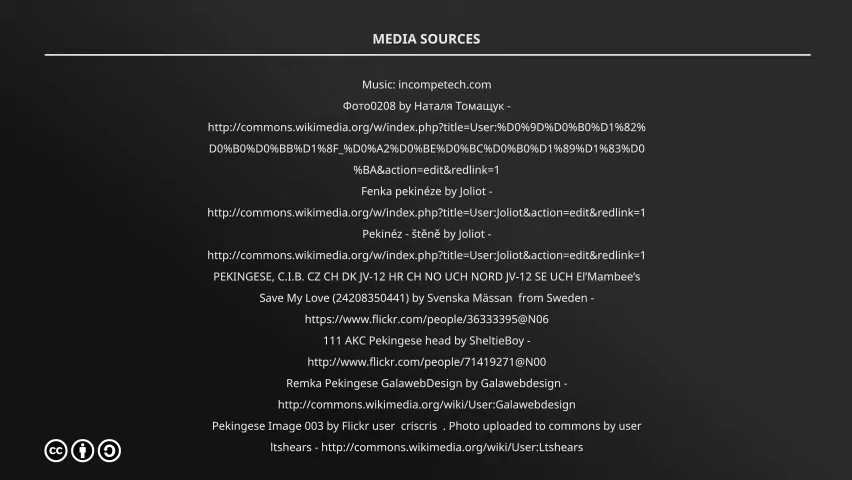 MEDIA SOURCES
Music: incompetech.com
Фото0208 by Наталя Томащук -
http://commons.wikimedia.org/w/index.php?title=User:%D0%9D%D0%B0%D1%82%
D0%B0%D0%BB%D1%8F_%D0%A2%D0%BE%D0%BC%D0%B0%D1%89%D1%83%D0
%BA&action=edit&redlink=1
Fenka pekinéze by Joliot -
http://commons.wikimedia.org/w/index.php?title=User:Joliot&action=edit&redlink=1
Pekinéz - štěně by Joliot -
http://commons.wikimedia.org/w/index.php?title=User:Joliot&action=edit&redlink=1
PEKINGESE, C.I.B. CZ CH DK JV-12 HR CH NO UCH NORD JV-12 SE UCH El’Mambee’s
Save My Love (24208350441) by Svenska Mässan  from Sweden -
https://www.flickr.com/people/36333395@N06
111 AKC Pekingese head by SheltieBoy -
http://www.flickr.com/people/71419271@N00
Remka Pekingese GalawebDesign by Galawebdesign -
http://commons.wikimedia.org/wiki/User:Galawebdesign
Pekingese Image 003 by Flickr user  criscris  . Photo uploaded to commons by user
ltshears - http://commons.wikimedia.org/wiki/User:Ltshears
cc